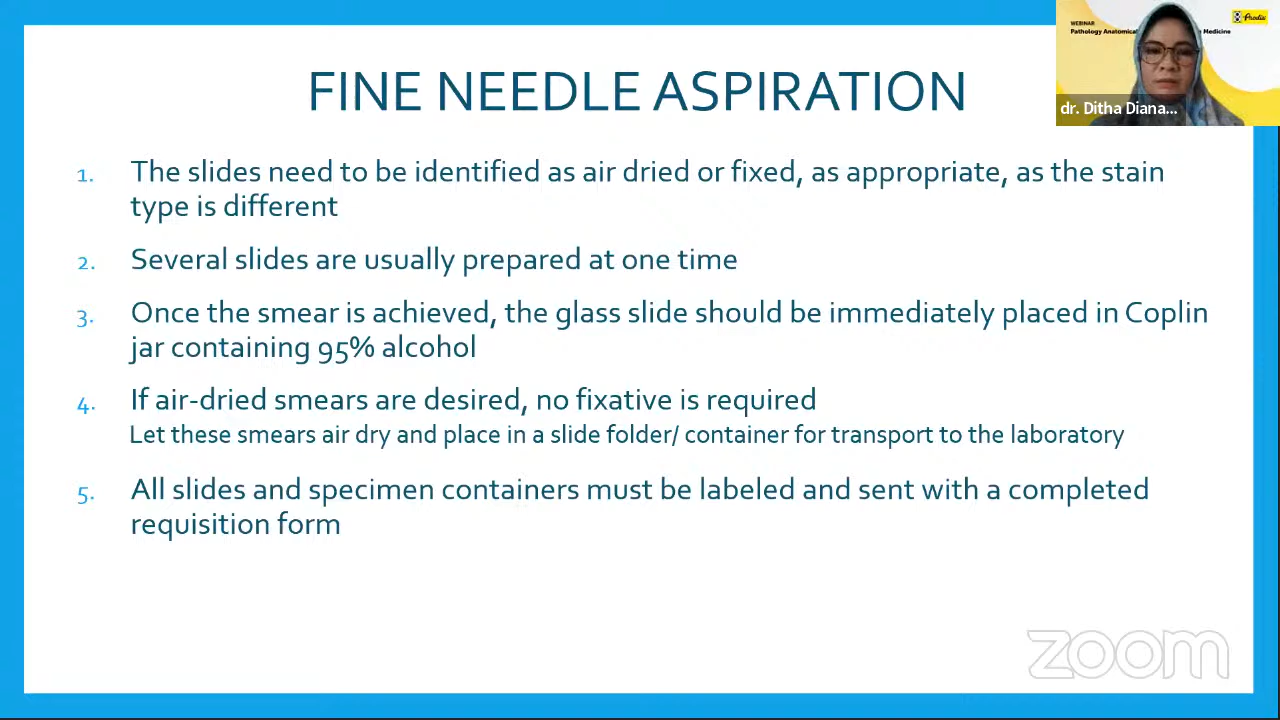 WEBINAR
Pathology Anatomical
Medicine
Prodia
dr. Ditha Diana...
FINE NEEDLE ASPIRATION
1. The slides need to be identified as air dried or fixed, as appropriate, as the stain
type is different
2. Several slides are usually prepared at one time
3. Once the smear is achieved, the glass slide should be immediately placed in Coplin
jar containing 95% alcohol
4. If air-dried smears are desired, no fixative is required
Let these smears air dry and place in a slide folder/ container for transport to the laboratory
5. All slides and specimen containers must be labeled and sent with a completed
requisition form
zoom